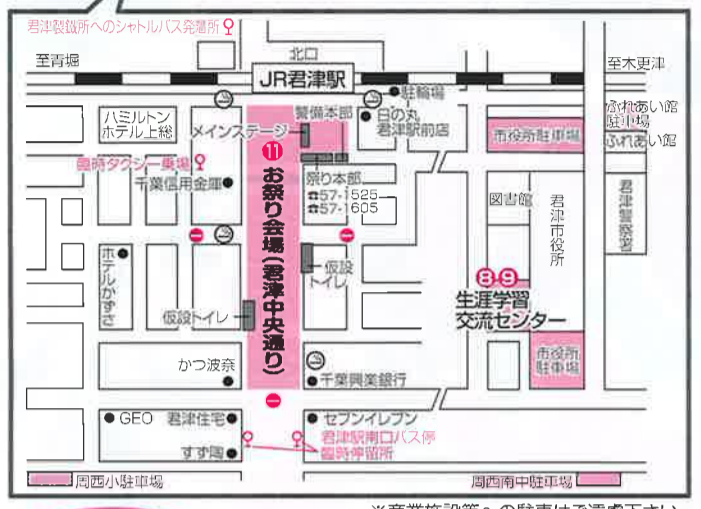 君津製鐵所へのシャトルバス発着所
至青堀
北口
JR君津駅
至木更津
駐輪場
ハミルトン
ホテル上総
メインステージ
警備本部
日の丸
君津駅前店
市役所駐車場
ふれあい館
駐車場
ふれあい館
臨時タクシー乗場
千葉信用金庫
⑪
お祭り会場(君津中央通り)
祭り本部
☎57-1525
☎57-1605
図書館
君津市役所
君津警察署
ホテルかずさ
仮設
トイレ
仮設トイレ
⑧⑨
生涯学習
交流センター
かつ波奈
千葉興業銀行
市役所
駐車場
GEO
君津住宅
すず陶
セブンイレブン
君津駅南口バス停
臨時停留所
周西小駐車場
周西南中駐車場